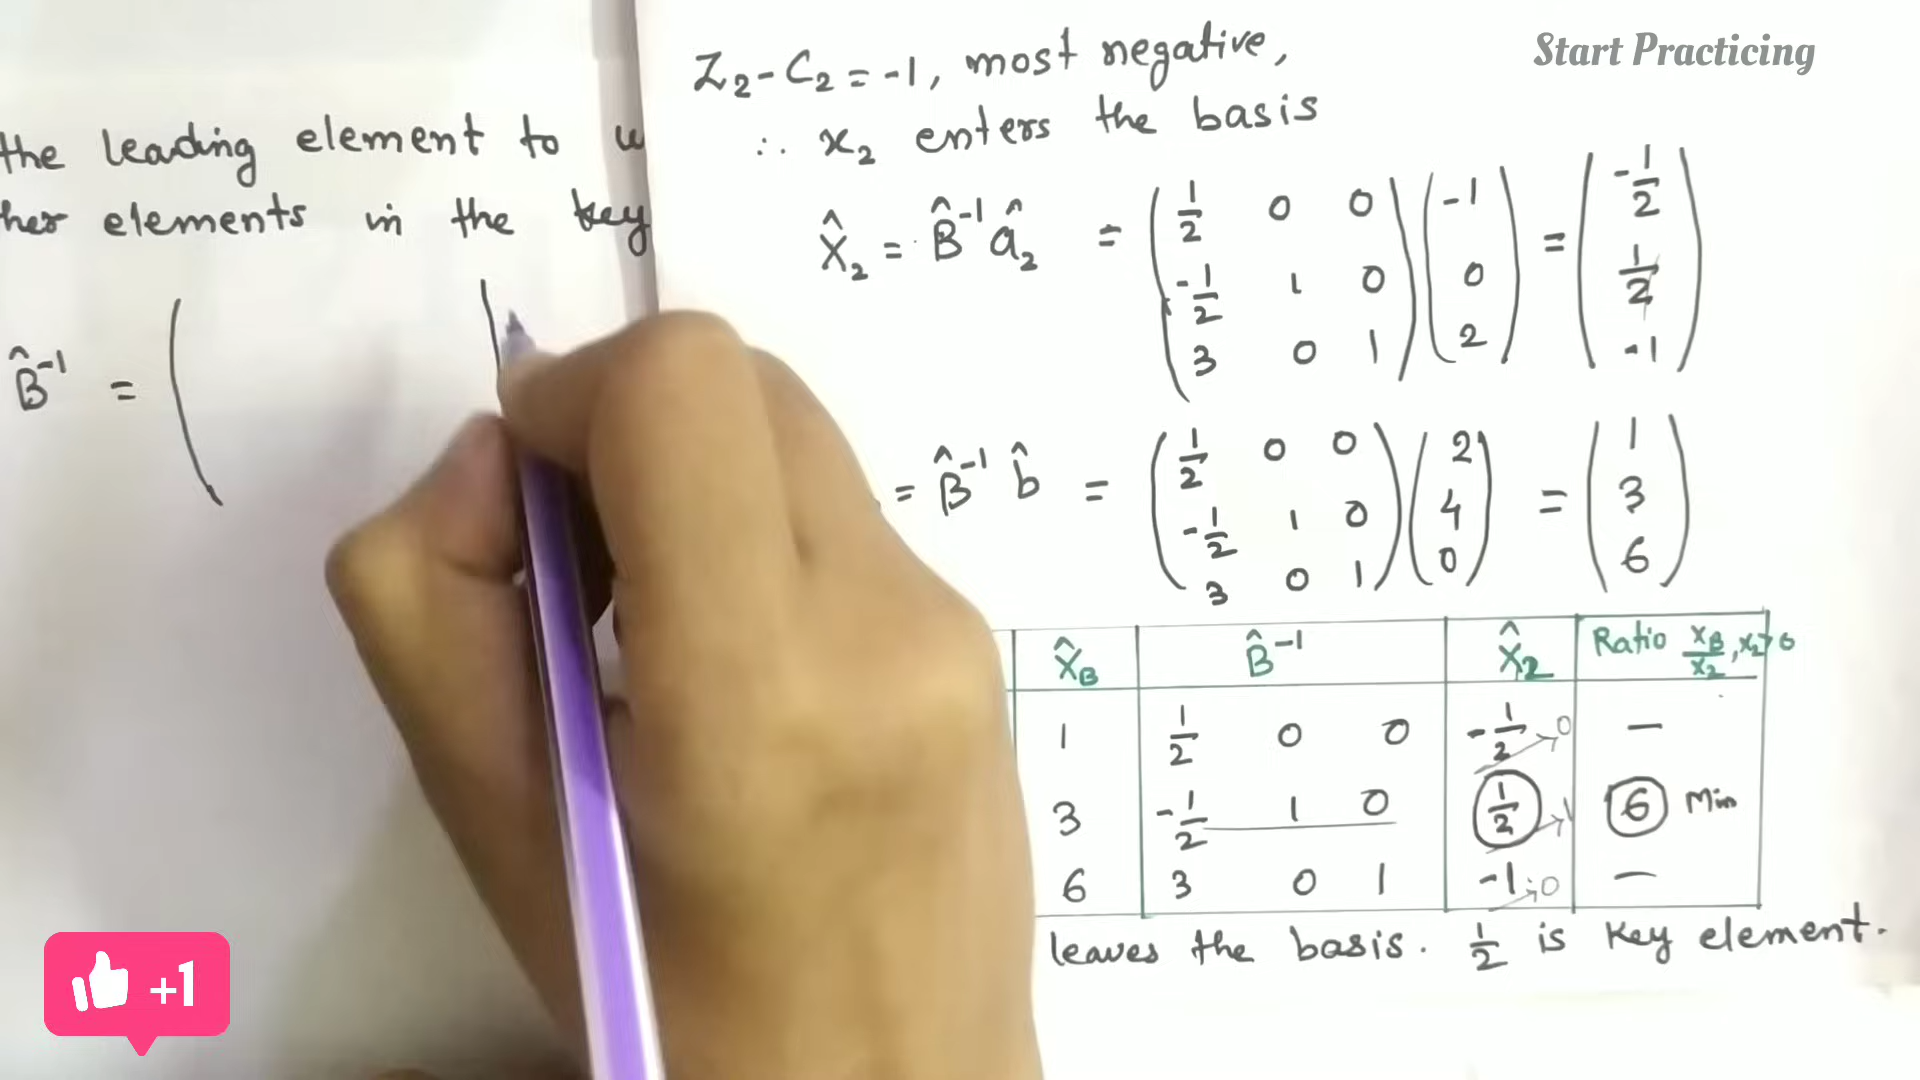 Start Practicing
the leading element to
her elements in the key
B̂⁻¹ = (
Z₂ - C₂ = -1, most negative,
∴ x₂ enters the basis
X̂₂ = B̂⁻¹ â₂ = ( 1/2 0 0 ) ( -1 ) = ( -1/2 )
( -1/2 1 0 ) ( 0 ) ( 1/2 )
( 3 0 1 ) ( 2 ) ( -1 )
= B̂⁻¹ b̂ = ( 1/2 0 0 ) ( 2 ) = ( 1 )
( -1/2 1 0 ) ( 4 ) ( 3 )
( 3 0 1 ) ( 0 ) ( 6 )
X̂B B̂⁻¹ X̂₂ Ratio XB/X₂, X₂>0
1 1/2 0 0 -1/2 → 0 —
3 -1/2 1 0 1/2 → 1 6 Min
6 3 0 1 -1 → 0 —
leaves the basis. 1/2 is key element.
+1